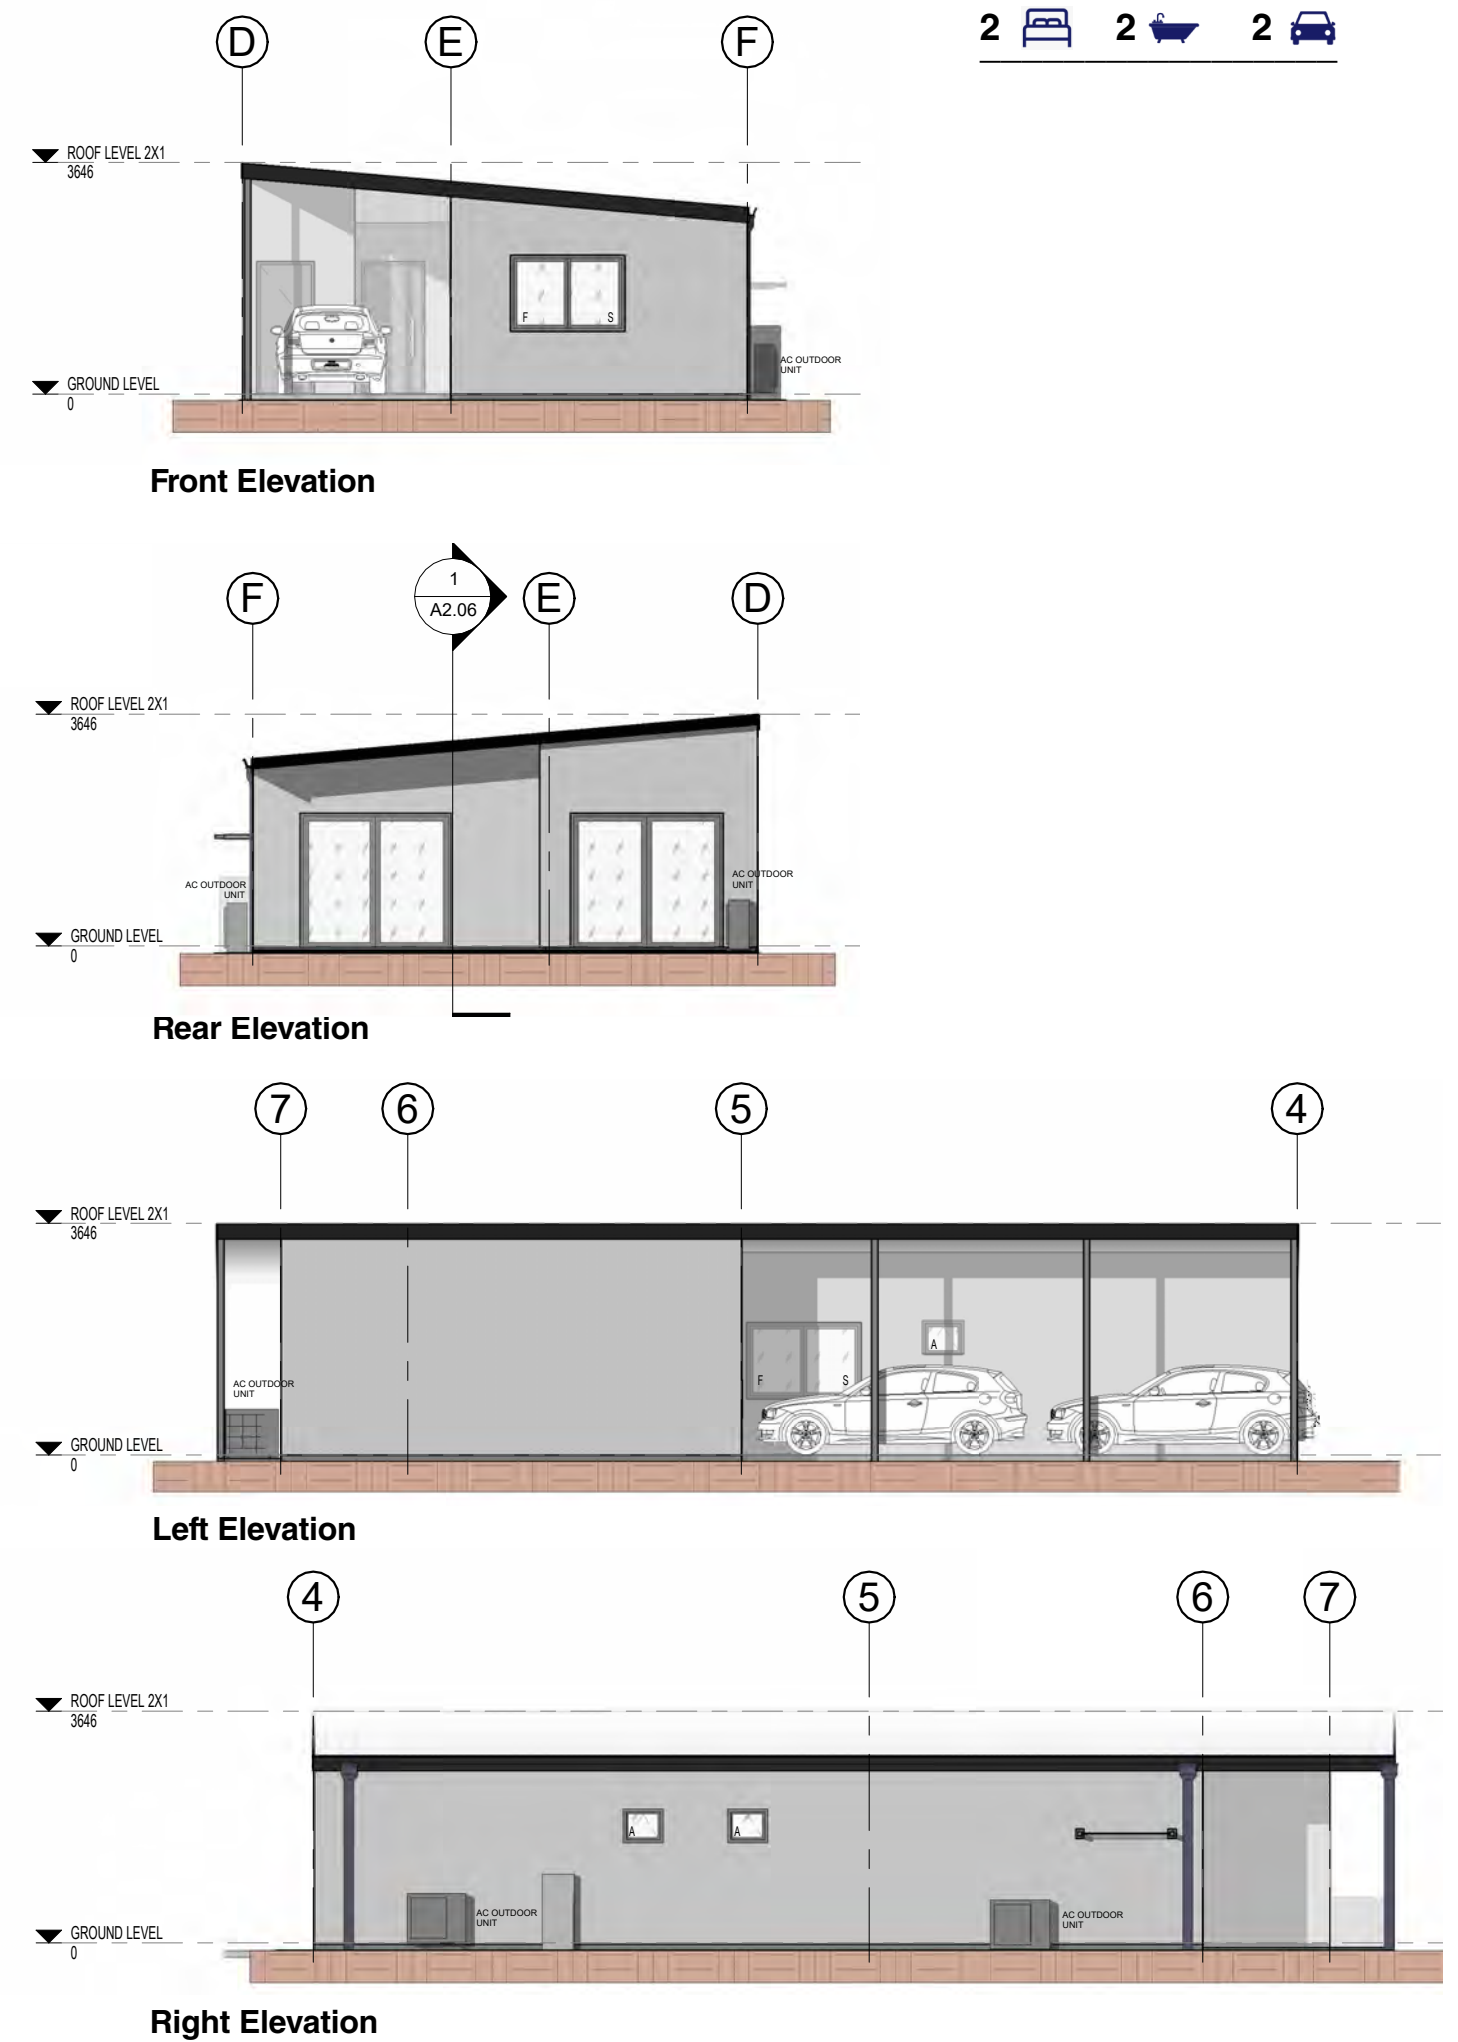 2 2 2
D E F
ROOF LEVEL 2X1
3646
F S
AC OUTDOOR
UNIT
GROUND LEVEL
0
Front Elevation
F E D
1
A2.06
ROOF LEVEL 2X1
3646
AC OUTDOOR
UNIT
AC OUTDOOR
UNIT
GROUND LEVEL
0
Rear Elevation
7 6 5 4
ROOF LEVEL 2X1
3646
A
F S
AC OUTDOOR
UNIT
GROUND LEVEL
0
Left Elevation
4 5 6 7
ROOF LEVEL 2X1
3646
A A
AC OUTDOOR
UNIT
AC OUTDOOR
UNIT
GROUND LEVEL
0
Right Elevation